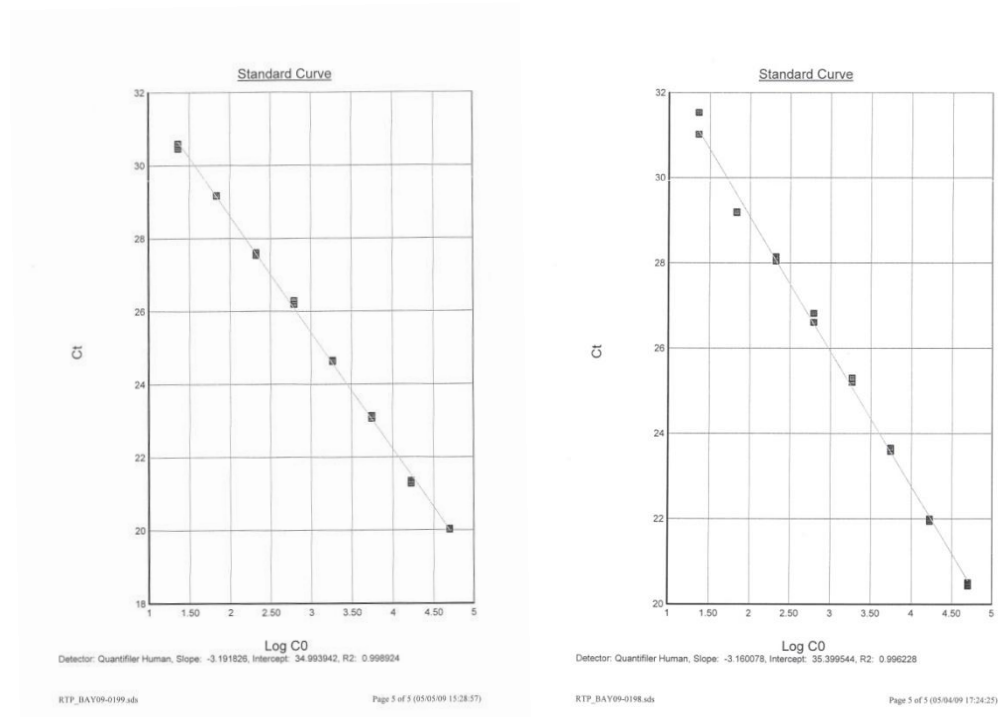 Standard Curve
32
30
28
26
24
22
20
18
Ct
1 1.50 2 2.50 3 3.50 4 4.50 5
Log C0
Detector: Quantifiler Human, Slope: -3.191826, Intercept: 34.993942, R2: 0.998924
RTP_BAY09-0199.sds Page 5 of 5 (05/05/09 15:28:57)
Standard Curve
32
30
28
26
24
22
20
Ct
1.50 2 2.50 3 3.50 4 4.50 5
Log C0
Detector: Quantifiler Human, Slope: -3.160078, Intercept: 35.399544, R2: 0.996228
RTP_BAY09-0198.sds Page 5 of 5 (05/04/09 17:24:25)